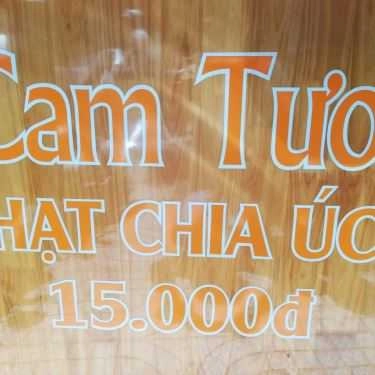 Cam Tươ
HẠT CHIA ÚC
15.000đ